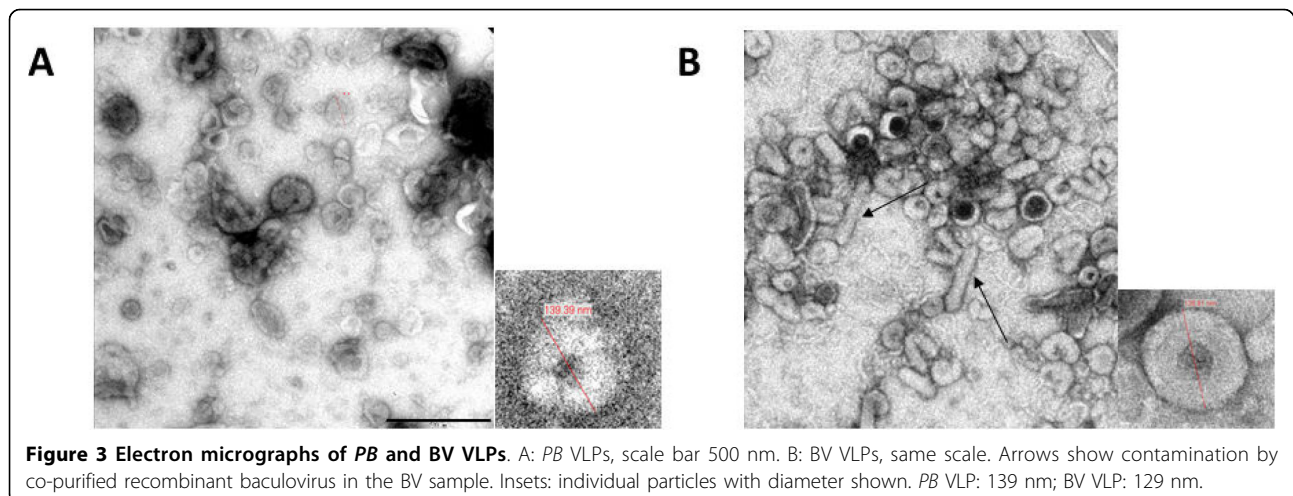 A
B
139.39 nm
Figure 3 Electron micrographs of PB and BV VLPs. A: PB VLPs, scale bar 500 nm. B: BV VLPs, same scale. Arrows show contamination by
co-purified recombinant baculovirus in the BV sample. Insets: individual particles with diameter shown. PB VLP: 139 nm; BV VLP: 129 nm.